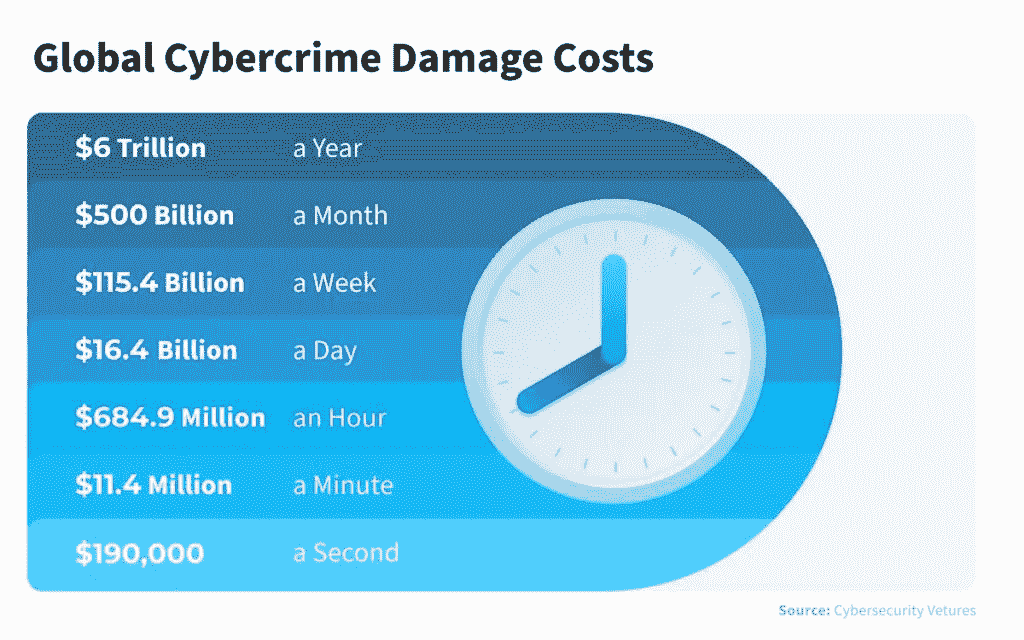 Global Cybercrime Damage Costs
$6 Trillion a Year
$500 Billion a Month
$115.4 Billion a Week
$16.4 Billion a Day
$684.9 Million an Hour
$11.4 Million a Minute
$190,000 a Second
Source: Cybersecurity Vetures